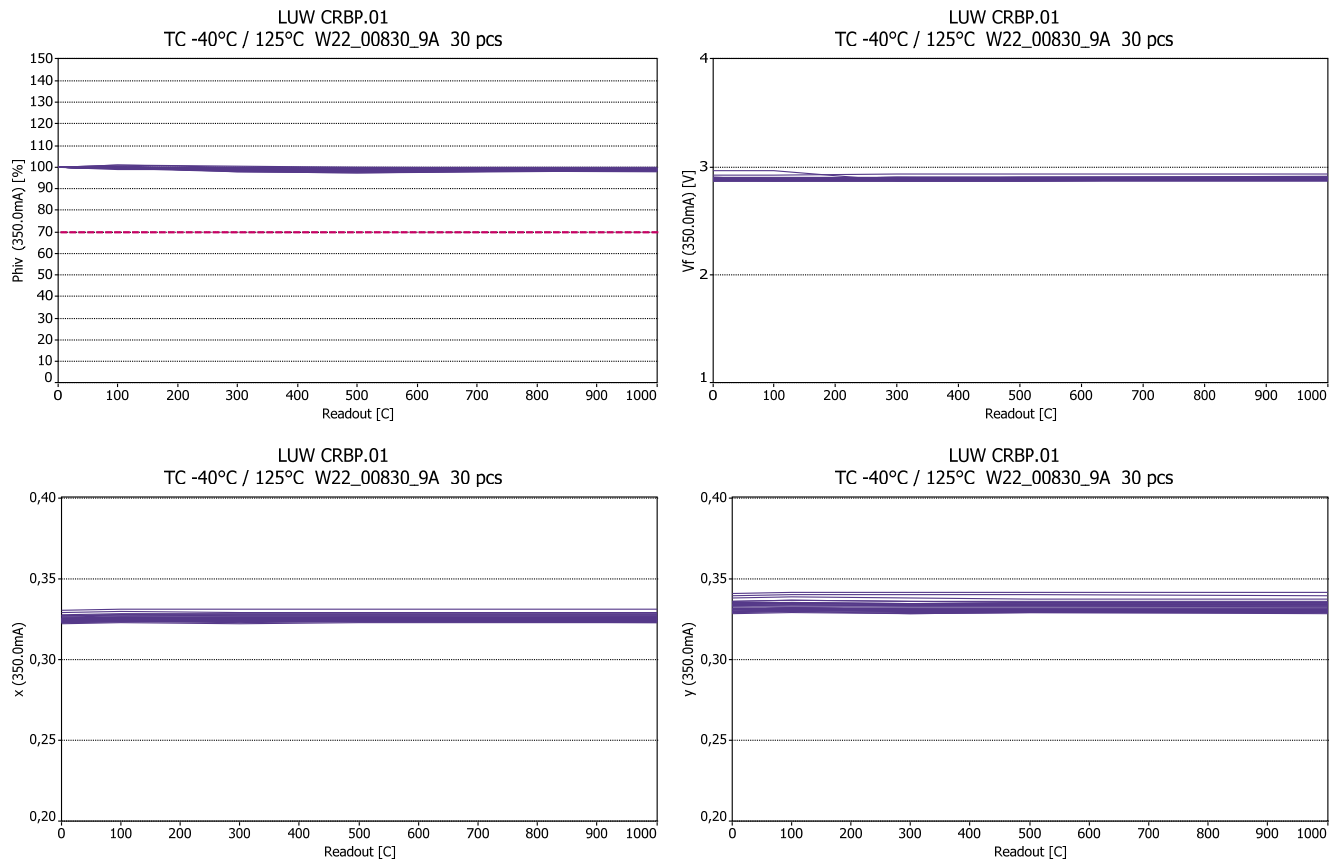 LUW CRBP.01
TC -40°C / 125°C  W22_00830_9A  30 pcs
150
140
130
120
110
100
90
80
70
60
50
40
30
20
10
0
Phiv (350.0mA) [%]
0 100 200 300 400 500 600 700 800 900 1000
Readout [C]
LUW CRBP.01
TC -40°C / 125°C  W22_00830_9A  30 pcs
4
3
2
1
Vf (350.0mA) [V]
0 100 200 300 400 500 600 700 800 900 1000
Readout [C]
LUW CRBP.01
TC -40°C / 125°C  W22_00830_9A  30 pcs
0,40
0,35
0,30
0,25
0,20
x (350.0mA)
0 100 200 300 400 500 600 700 800 900 1000
Readout [C]
LUW CRBP.01
TC -40°C / 125°C  W22_00830_9A  30 pcs
0,40
0,35
0,30
0,25
0,20
y (350.0mA)
0 100 200 300 400 500 600 700 800 900 1000
Readout [C]